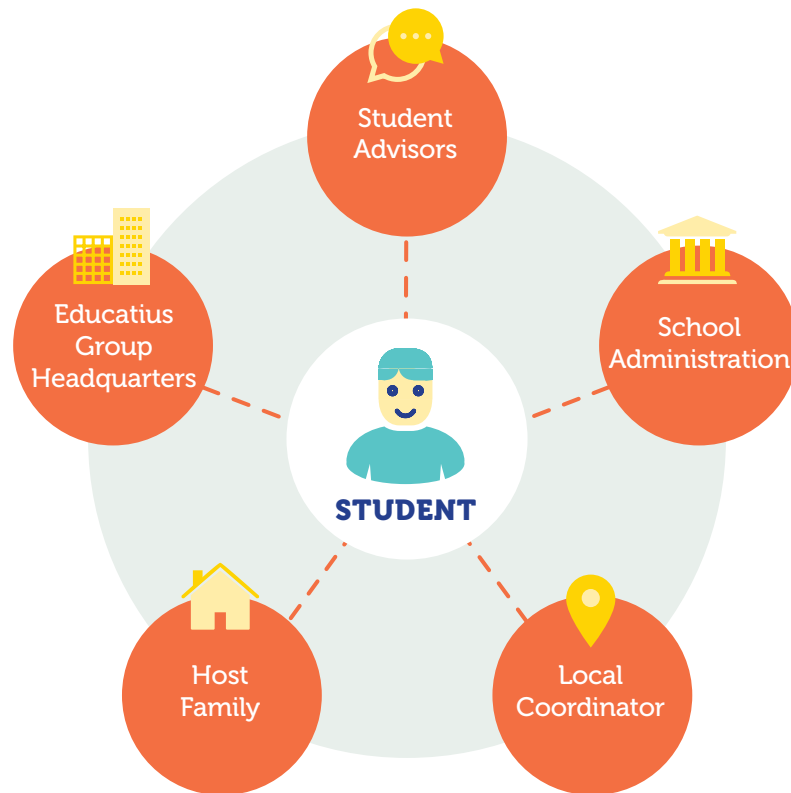 Student
Advisors
Educatius
Group
Headquarters
School
Administration
STUDENT
Host
Family
Local
Coordinator